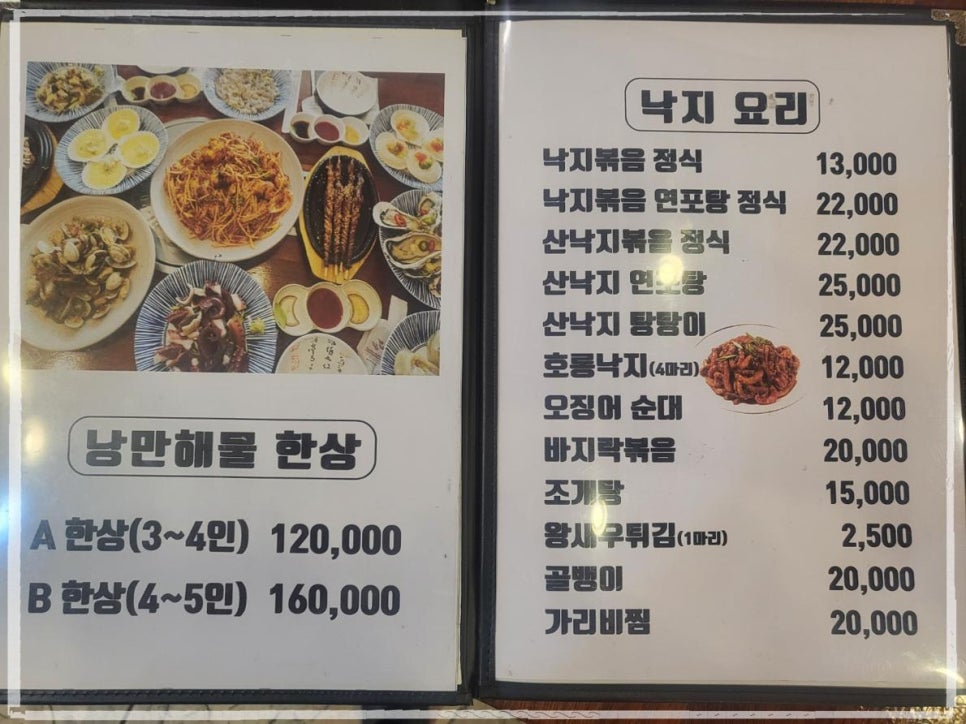 낭만해물 한상
A 한상(3~4인) 120,000
B 한상(4~5인) 160,000
낙지 요리
낙지볶음 정식 13,000
낙지볶음 연포탕 정식 22,000
산낙지볶음 정식 22,000
산낙지 연포탕 25,000
산낙지 탕탕이 25,000
호롱낙지(4마리) 12,000
오징어 순대 12,000
바지락볶음 20,000
조개탕 15,000
왕새우튀김(1마리) 2,500
골뱅이 20,000
가리비찜 20,000